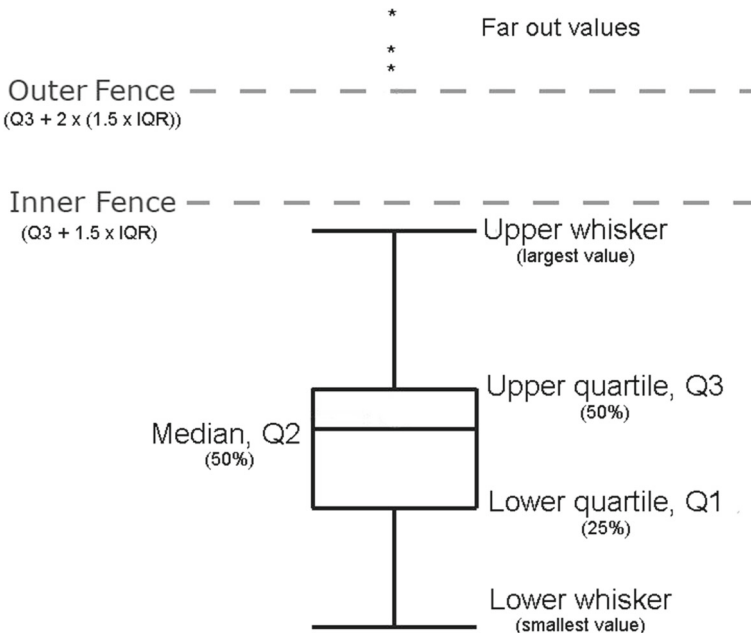 *
Far out values
*
*
Outer Fence
(Q3 + 2 x (1.5 x IQR))
Inner Fence
(Q3 + 1.5 x IQR)
Upper whisker
(largest value)
Upper quartile, Q3
(50%)
Median, Q2
(50%)
Lower quartile, Q1
(25%)
Lower whisker
(smallest value)